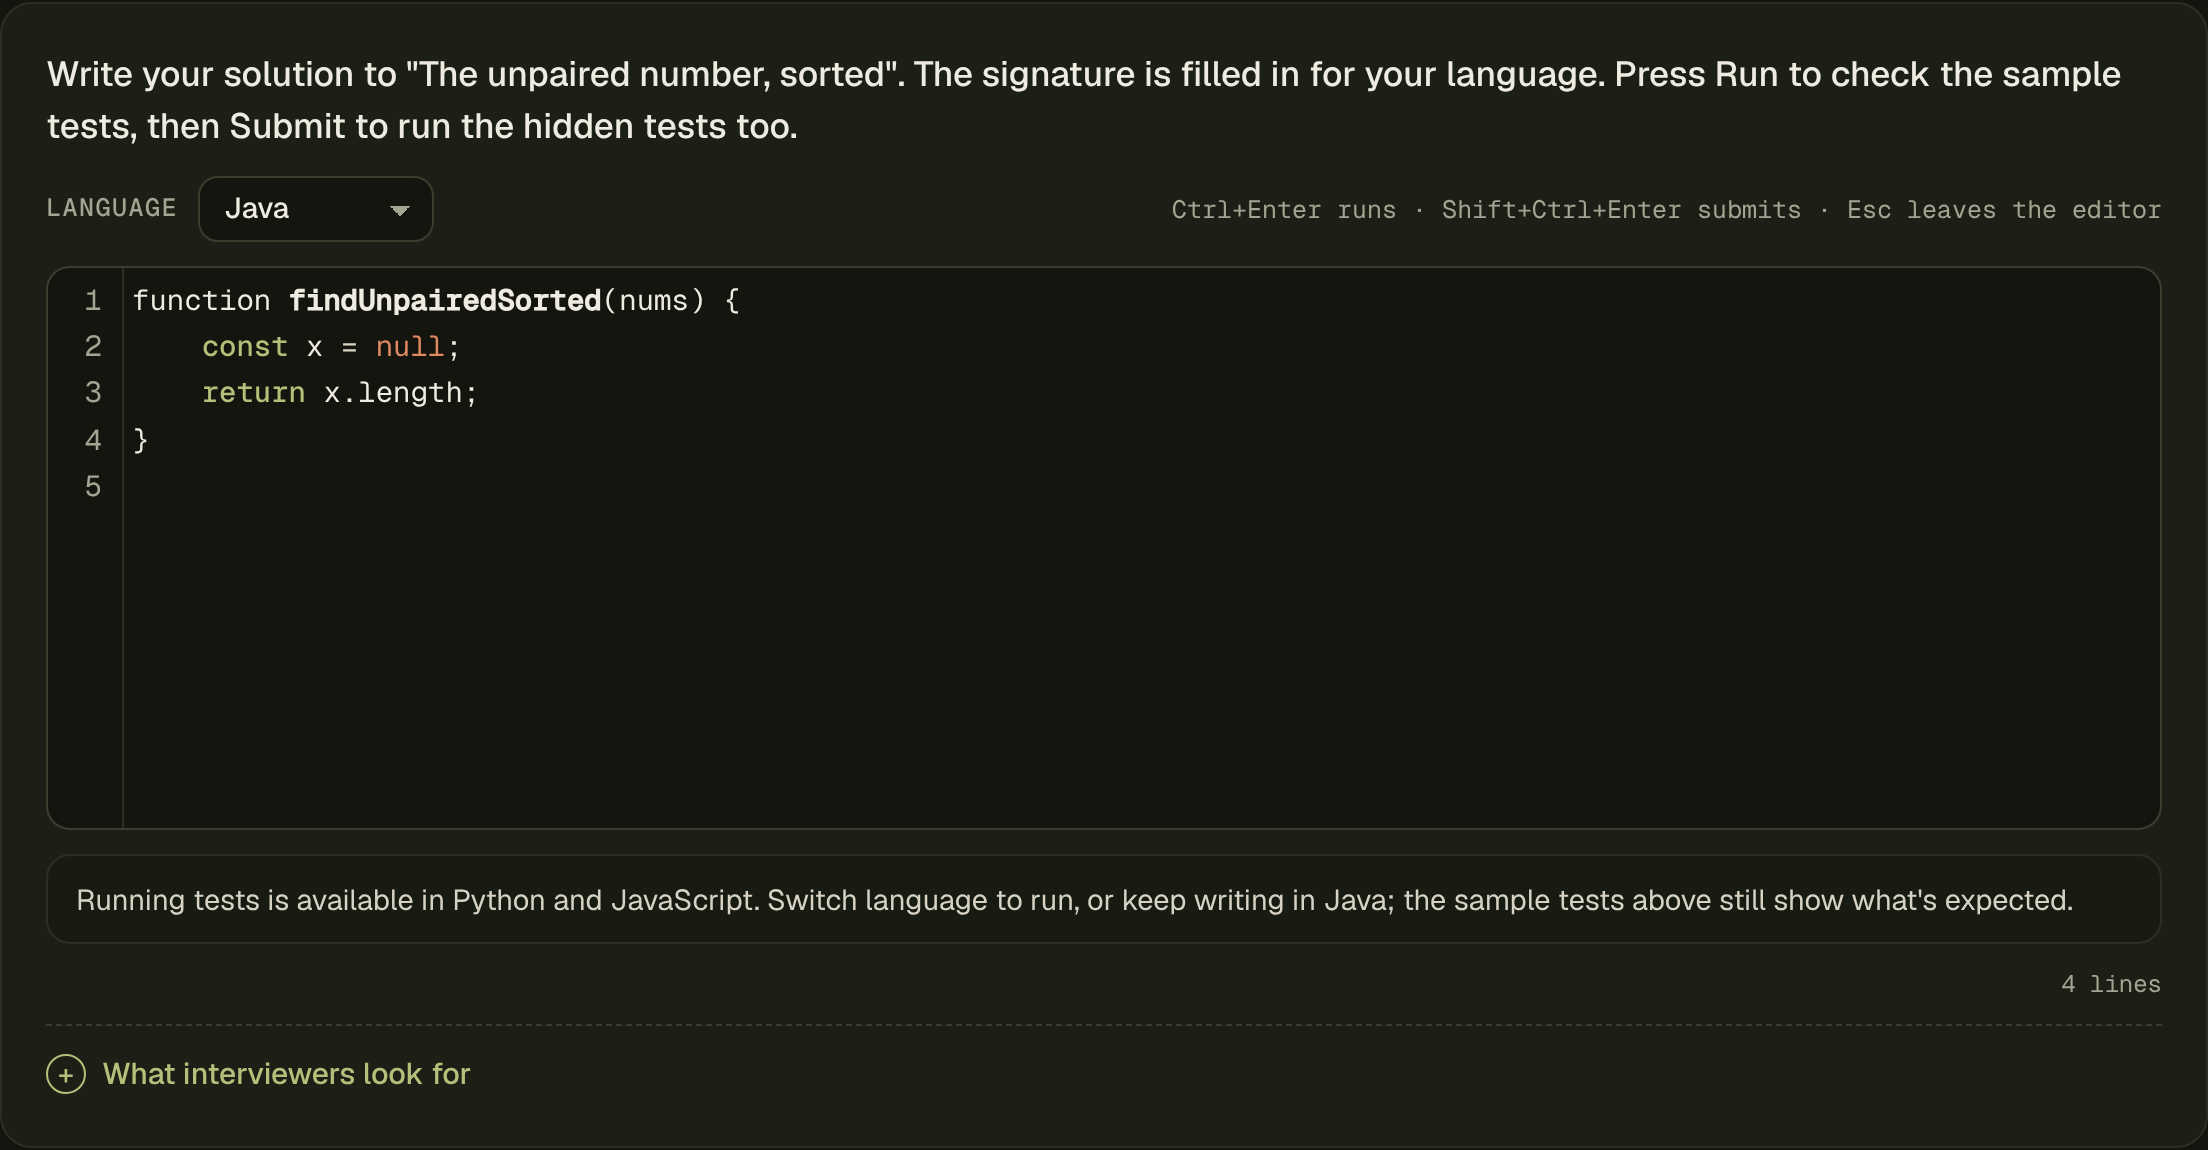 Write your solution to "The unpaired number, sorted". The signature is filled in for your language. Press Run to check the sample
tests, then Submit to run the hidden tests too.
LANGUAGE Java Ctrl+Enter runs · Shift+Ctrl+Enter submits · Esc leaves the editor
1 function findUnpairedSorted(nums) {
2     const x = null;
3     return x.length;
4 }
5
Running tests is available in Python and JavaScript. Switch language to run, or keep writing in Java; the sample tests above still show what's expected.
4 lines
+ What interviewers look for